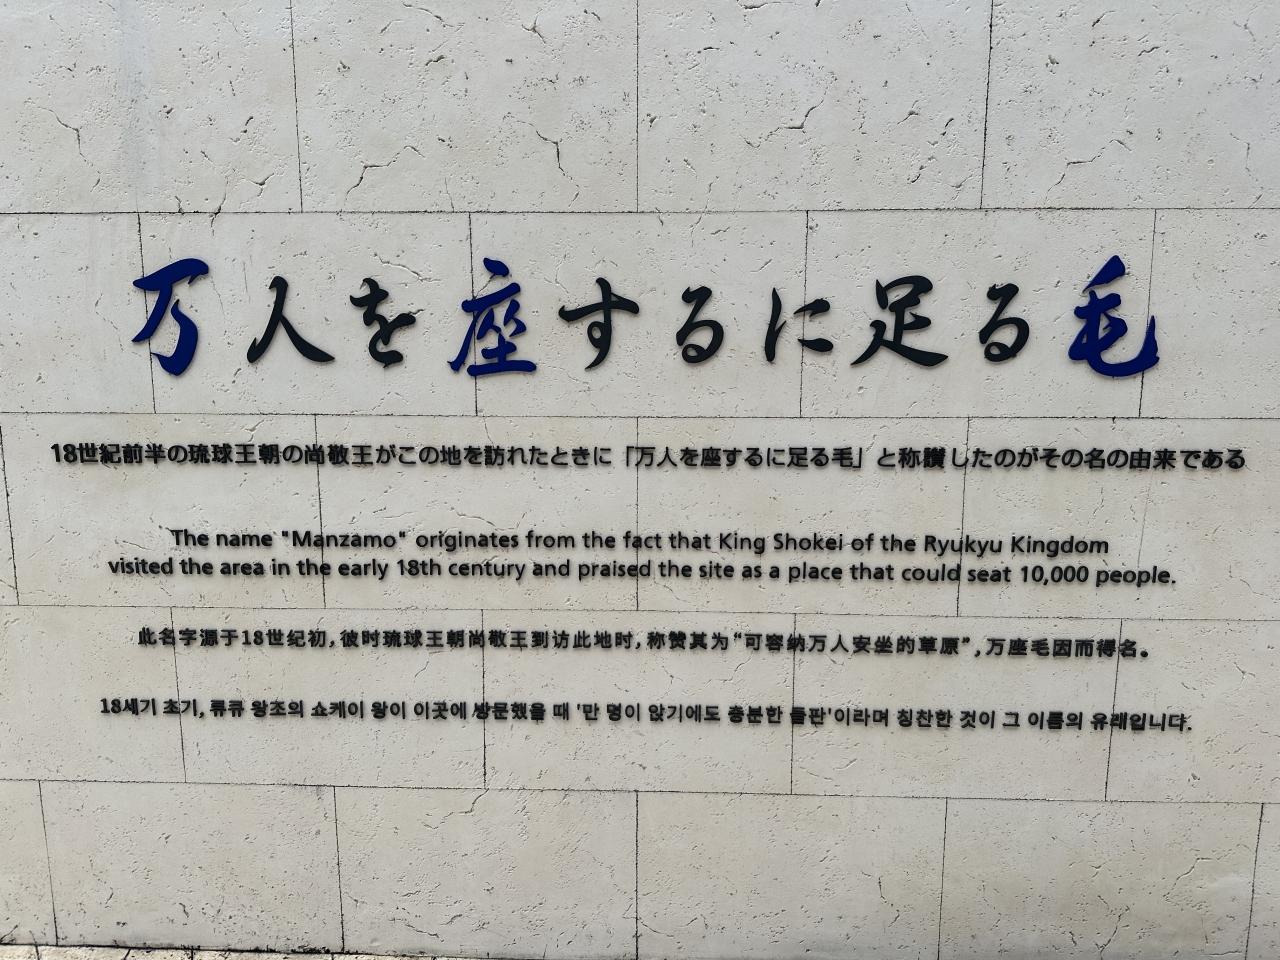 万人を座するに足る毛
18世紀前半の琉球王朝の尚敬王がこの地を訪れたときに「万人を座するに足る毛」と称讃したのがその名の由来である
The name "Manzamo" originates from the fact that King Shokei of the Ryukyu Kingdom
visited the area in the early 18th century and praised the site as a place that could seat 10,000 people.
此名字源于18世纪初,彼时琉球王朝尚敬王到访此地时,称赞其为“可容纳万人安坐的草原”,万座毛因而得名。
18세기 초기, 류큐 왕조의 쇼케이 왕이 이곳에 방문했을 때 '만 명이 앉기에도 충분한 들판'이라며 칭찬한 것이 그 이름의 유래입니다.